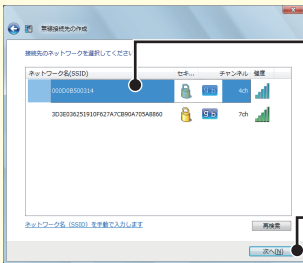 無線接続先の作成
接続先のネットワークを選択してください
ネットワーク名(SSID) セキ... チャンネル 強度
000D0B500314 g b 4ch
3D3E036251910F627A7CB90A705A8860 g b 7ch
ネットワーク名（SSID）を手動で入力します 再検索
次へ(N)